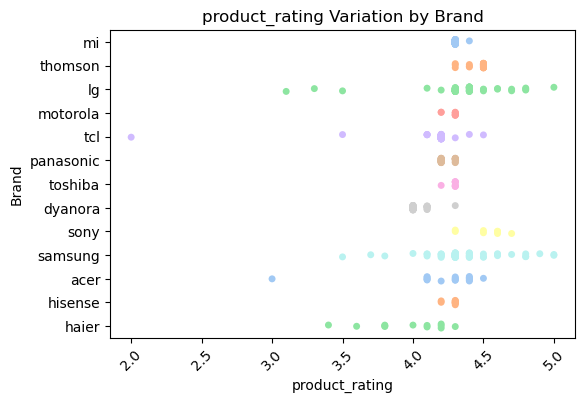 product_rating Variation by Brand
Brand
mi
thomson
lg
motorola
tcl
panasonic
toshiba
dyanora
sony
samsung
acer
hisense
haier
2.0 2.5 3.0 3.5 4.0 4.5 5.0
product_rating